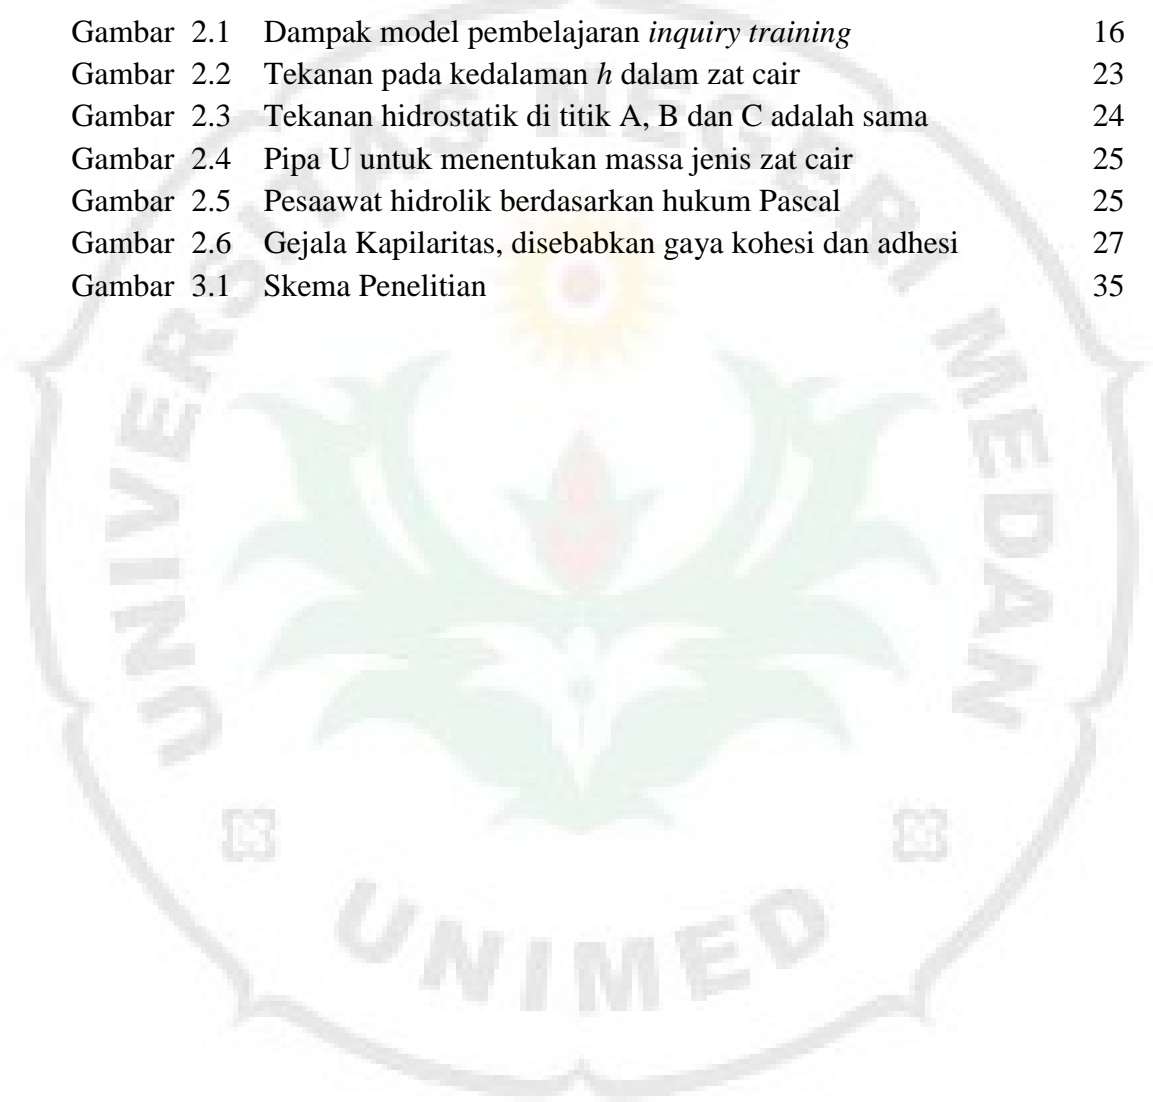 Gambar 2.1 Dampak model pembelajaran inquiry training 16
Gambar 2.2 Tekanan pada kedalaman h dalam zat cair 23
Gambar 2.3 Tekanan hidrostatik di titik A, B dan C adalah sama 24
Gambar 2.4 Pipa U untuk menentukan massa jenis zat cair 25
Gambar 2.5 Pesaawat hidrolik berdasarkan hukum Pascal 25
Gambar 2.6 Gejala Kapilaritas, disebabkan gaya kohesi dan adhesi 27
Gambar 3.1 Skema Penelitian 35
UNIVERSITAS NEGERI MEDAN
UNIMED